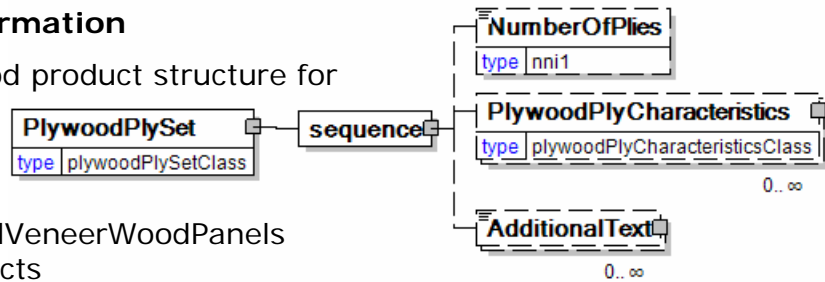 rmation
od product structure for
lVeneerWoodPanels
cts
PlywoodPlySet
type plywoodPlySetClass
sequence
NumberOfPlies
type nni1
PlywoodPlyCharacteristics
type plywoodPlyCharacteristicsClass
0.. ∞
AdditionalText
0.. ∞